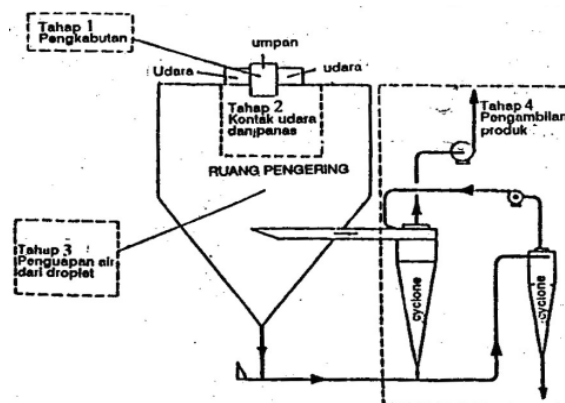 Tahap 1
Pengkabutan
umpan
Udara
udara
Tahap 2
Kontak udara
dan panas
RUANG PENGERING
Tahap 3
Penguapan air
dari droplet
Tahap 4
Pengambilan
produk
cyclone
cyclone